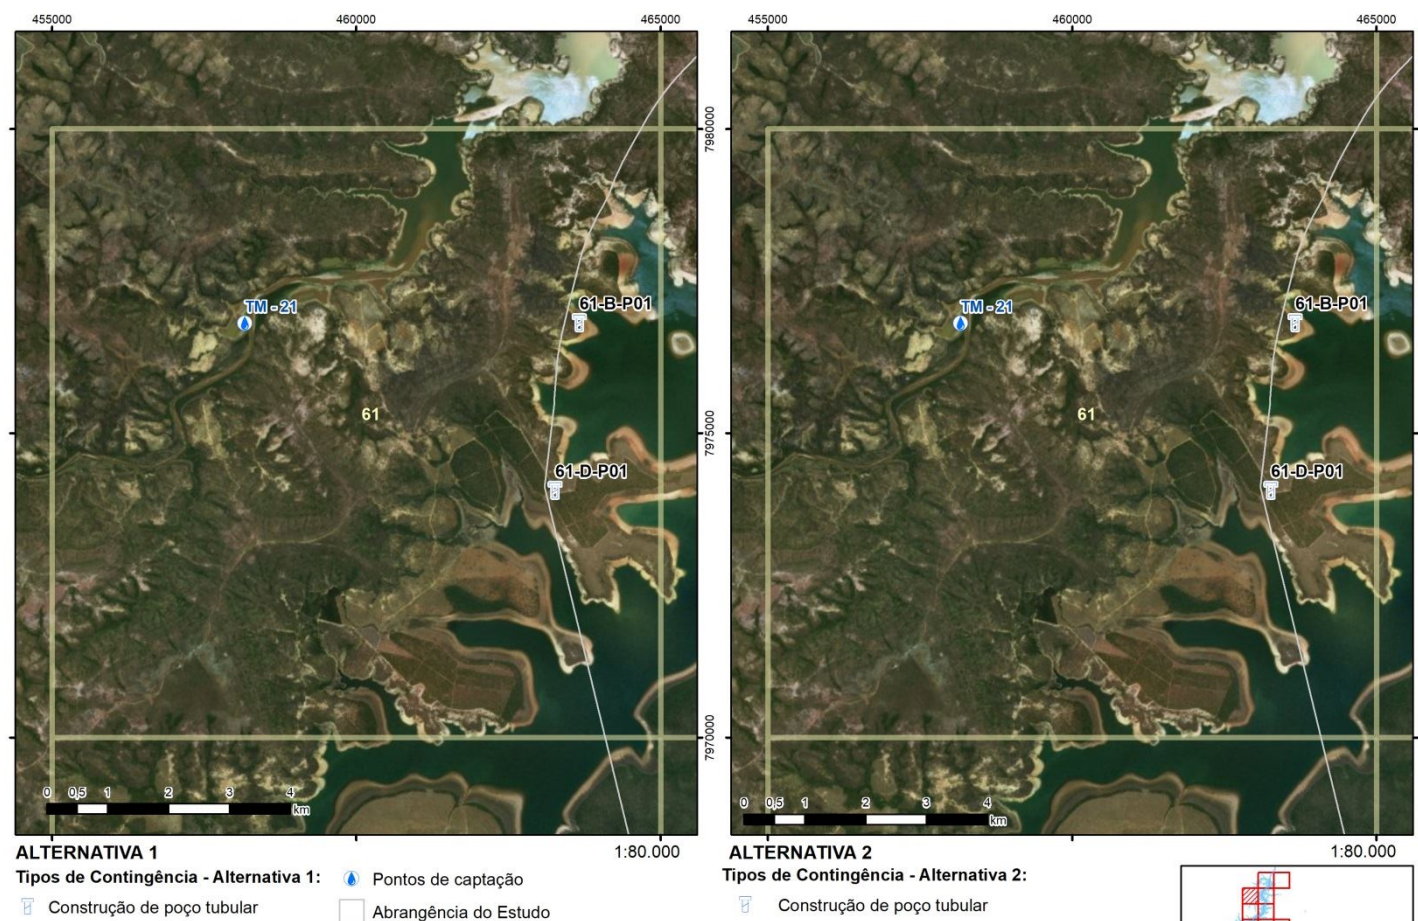 455000 460000 465000
455000 460000 465000
7980000
TM - 21
61-B-P01
TM - 21
61-B-P01
61
61
7975000
61-D-P01
61-D-P01
7970000
0 0,5 1 2 3 4
km
0 0,5 1 2 3 4
km
ALTERNATIVA 1
1:80.000
ALTERNATIVA 2
1:80.000
Tipos de Contingência - Alternativa 1:
Pontos de captação
Tipos de Contingência - Alternativa 2:
Construção de poço tubular
Abrangência do Estudo
Construção de poço tubular